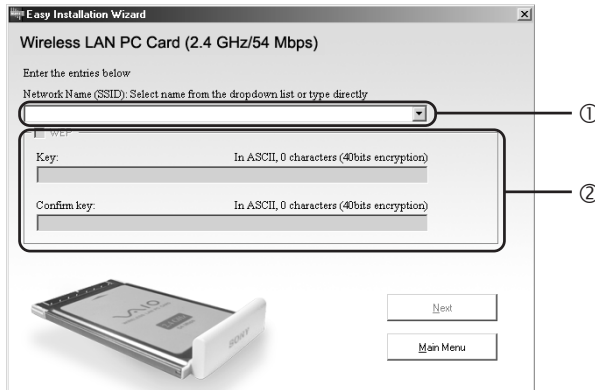 Easy Installation Wizard
Wireless LAN PC Card (2.4 GHz/54 Mbps)
Enter the entries below
Network Name (SSID): Select name from the dropdown list or type directly
①
WEP
Key: In ASCII, 0 characters (40bits encryption)
②
Confirm key: In ASCII, 0 characters (40bits encryption)
VAIO
SONY
Next
Main Menu